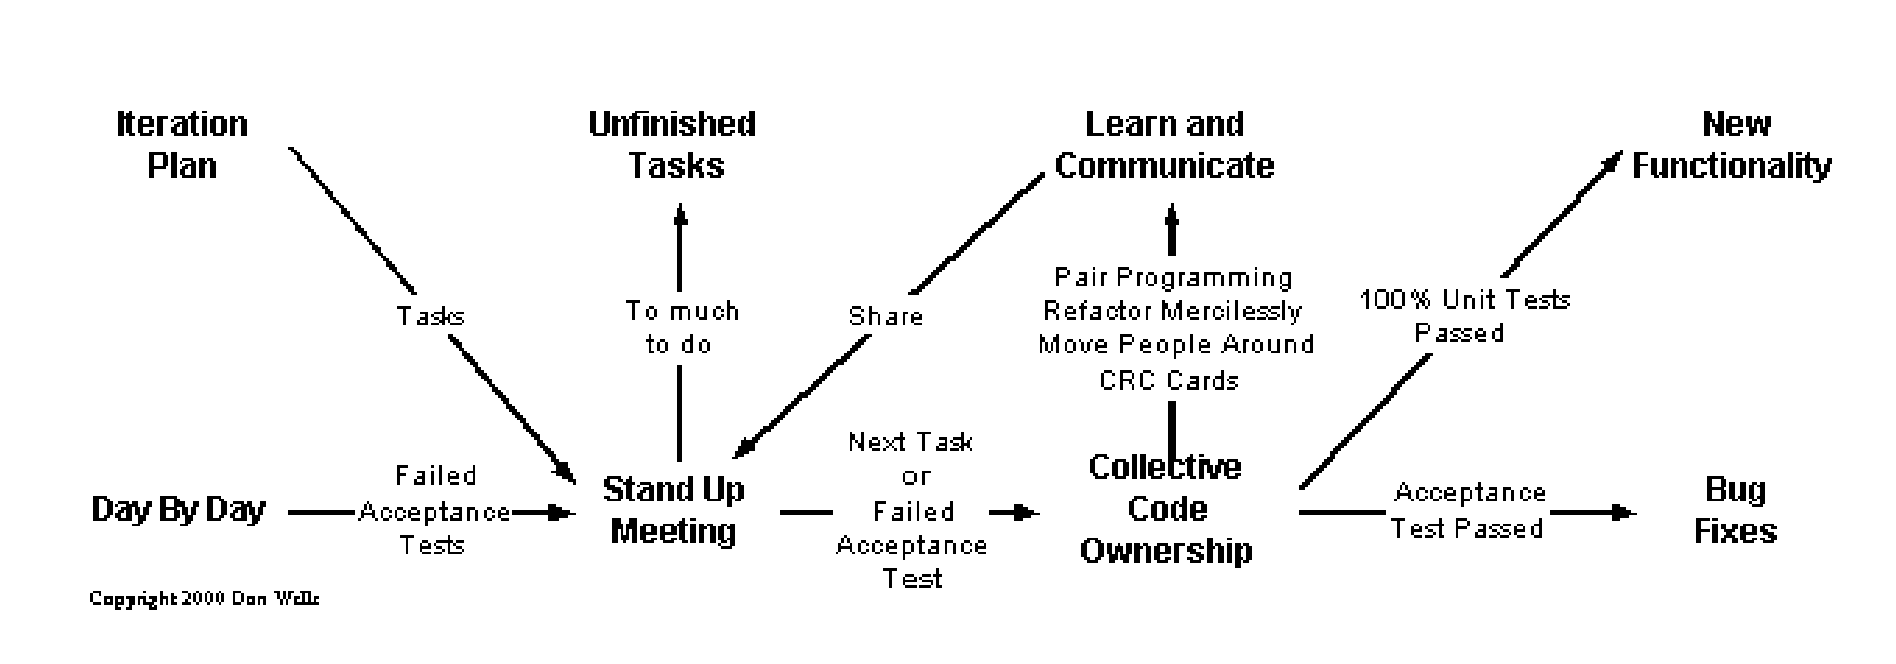 Iteration
Plan
Unfinished
Tasks
Learn and
Communicate
New
Functionality
Tasks
To much
to do
Share
Pair Programming
Refactor Mercilessly
Move People Around
CRC Cards
100% Unit Tests
Passed
Day By Day
Failed
Acceptance
Tests
Stand Up
Meeting
Next Task
or
Failed
Acceptance
Test
Collective
Code
Ownership
Acceptance
Test Passed
Bug
Fixes
Copyright 2000 Don Wells